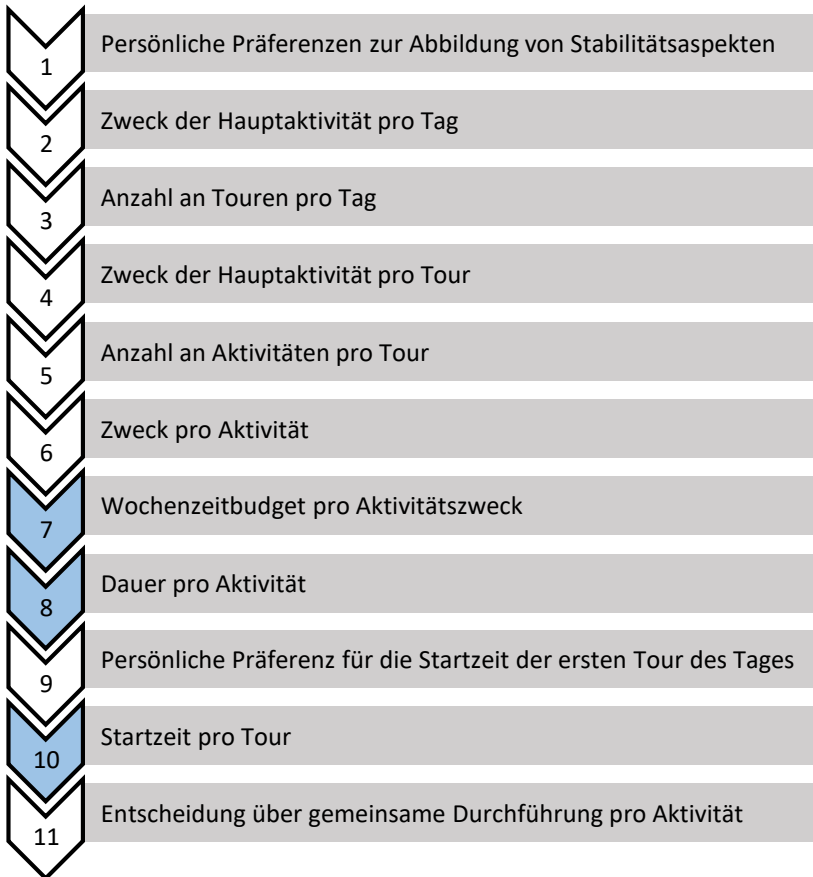 1 Persönliche Präferenzen zur Abbildung von Stabilitätsaspekten
2 Zweck der Hauptaktivität pro Tag
3 Anzahl an Touren pro Tag
4 Zweck der Hauptaktivität pro Tour
5 Anzahl an Aktivitäten pro Tour
6 Zweck pro Aktivität
7 Wochenzeitbudget pro Aktivitätszweck
8 Dauer pro Aktivität
9 Persönliche Präferenz für die Startzeit der ersten Tour des Tages
10 Startzeit pro Tour
11 Entscheidung über gemeinsame Durchführung pro Aktivität